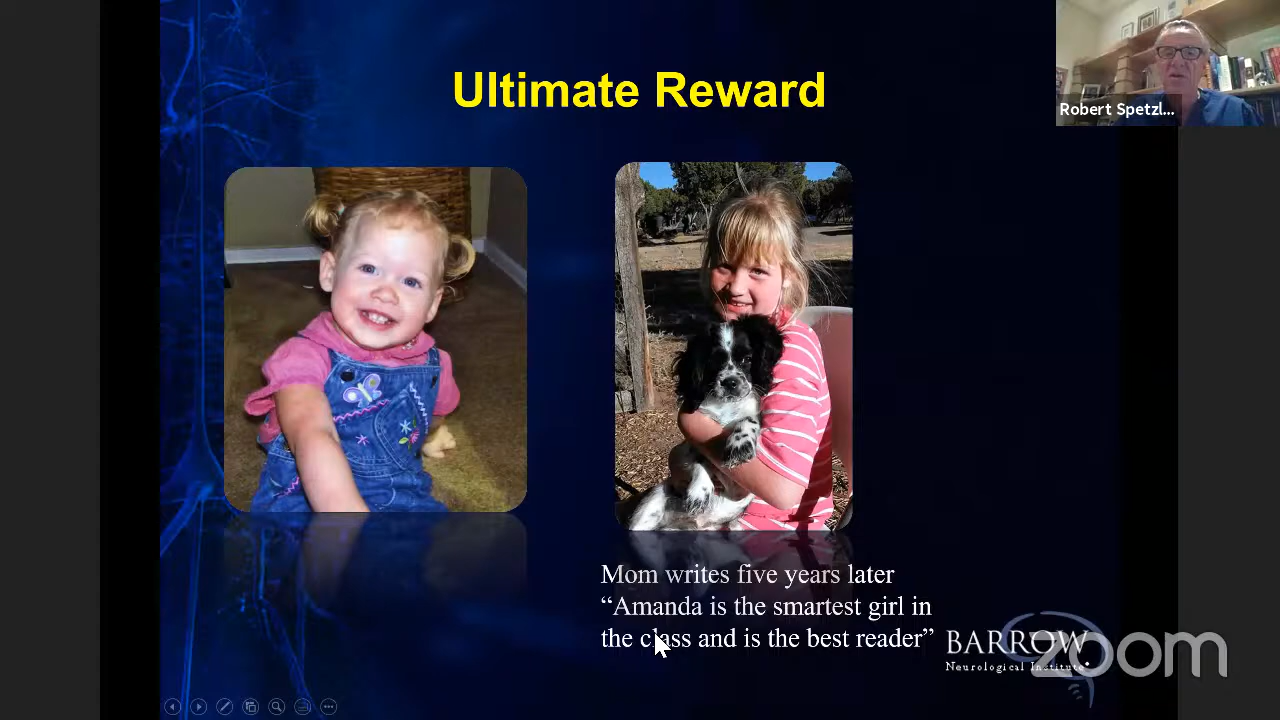 Ultimate Reward
Robert Spetzl...
Mom writes five years later
“Amanda is the smartest girl in
the class and is the best reader”
BARROW
Neurological Institute
zoom